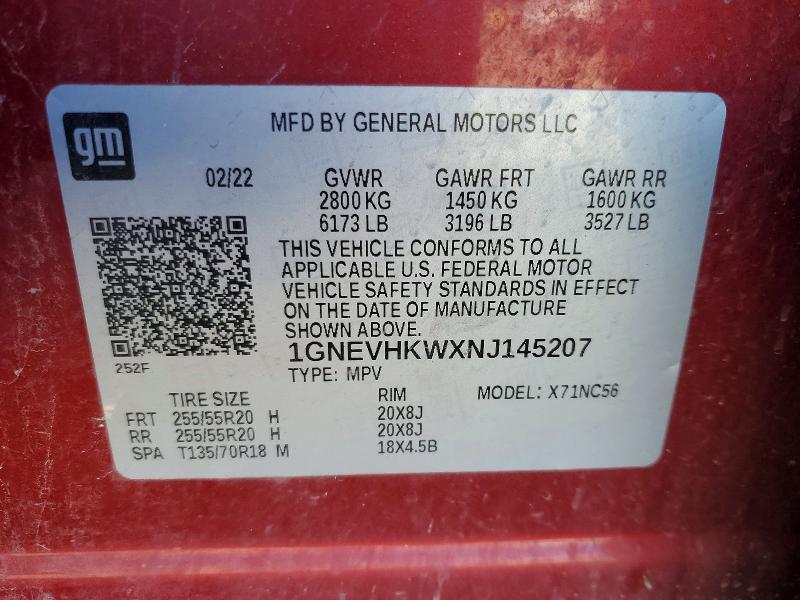 gm
MFD BY GENERAL MOTORS LLC
02/22 GVWR GAWR FRT GAWR RR
2800 KG 1450 KG 1600 KG
6173 LB 3196 LB 3527 LB
THIS VEHICLE CONFORMS TO ALL
APPLICABLE U.S. FEDERAL MOTOR
VEHICLE SAFETY STANDARDS IN EFFECT
ON THE DATE OF MANUFACTURE
SHOWN ABOVE.
252F
1GNEVHKWXNJ145207
TYPE: MPV
TIRE SIZE RIM MODEL: X71NC56
FRT 255/55R20 H 20X8J
RR 255/55R20 H 20X8J
SPA T135/70R18 M 18X4.5B